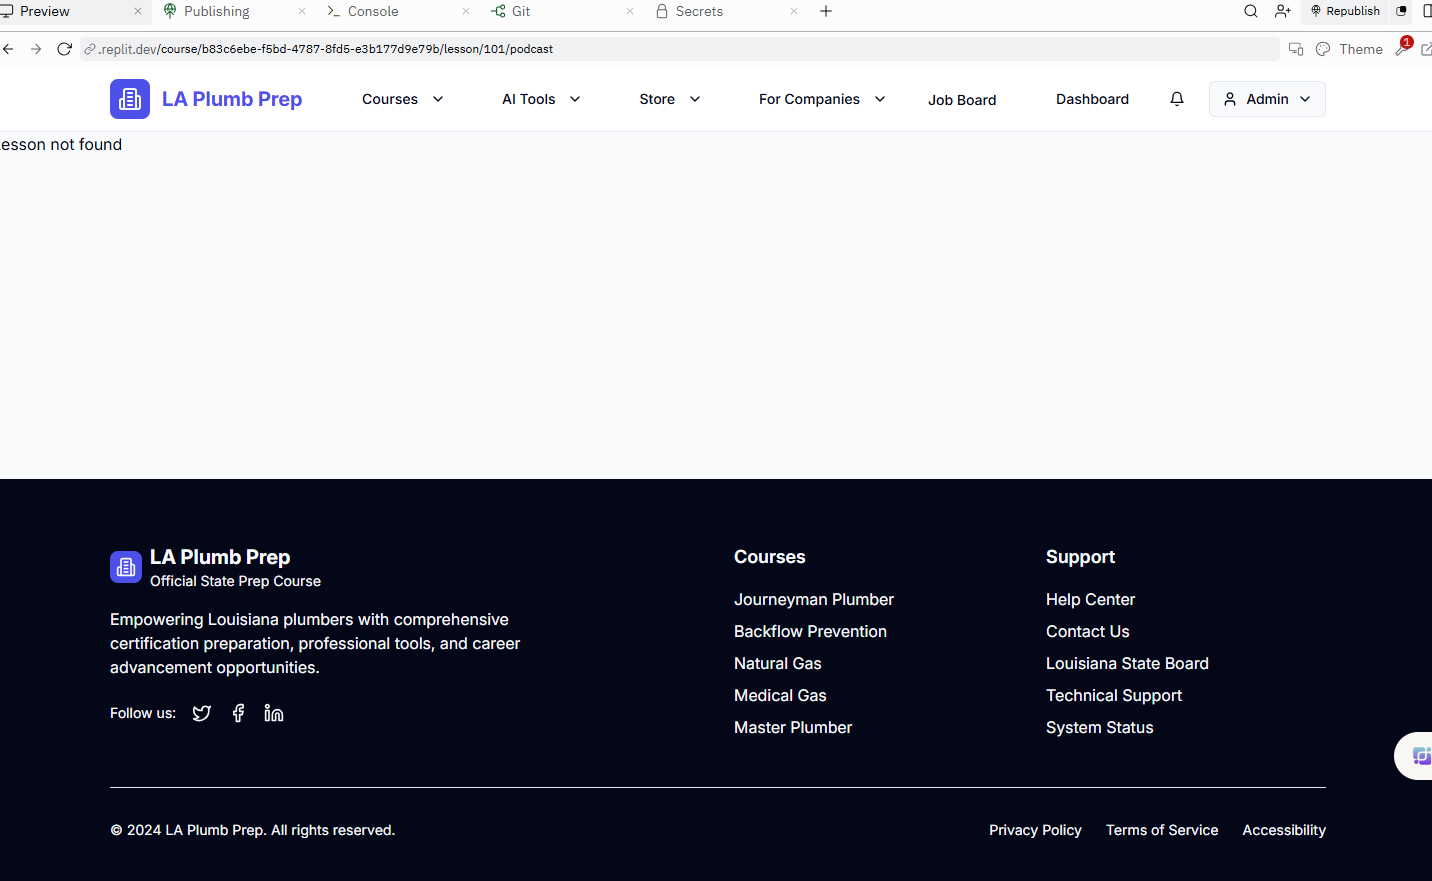 Preview
Publishing
Console
Git
Secrets
Republish
.replit.dev/course/b83c6ebe-f5bd-4787-8fd5-e3b177d9e79b/lesson/101/podcast
Theme
1
LA Plumb Prep
Courses
AI Tools
Store
For Companies
Job Board
Dashboard
Admin
esson not found
LA Plumb Prep
Official State Prep Course
Empowering Louisiana plumbers with comprehensive
certification preparation, professional tools, and career
advancement opportunities.
Follow us:
Courses
Journeyman Plumber
Backflow Prevention
Natural Gas
Medical Gas
Master Plumber
Support
Help Center
Contact Us
Louisiana State Board
Technical Support
System Status
© 2024 LA Plumb Prep. All rights reserved.
Privacy Policy
Terms of Service
Accessibility